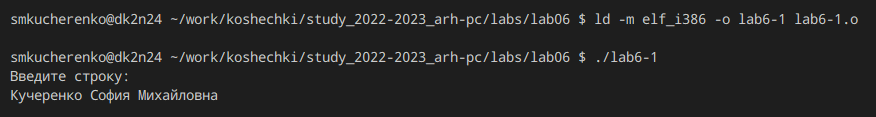 smkucherenko@dk2n24 ~/work/koshechki/study_2022-2023_arh-pc/labs/lab06 $ ld -m elf_i386 -o lab6-1 lab6-1.o
smkucherenko@dk2n24 ~/work/koshechki/study_2022-2023_arh-pc/labs/lab06 $ ./lab6-1
Введите строку:
Кучеренко София Михайловна